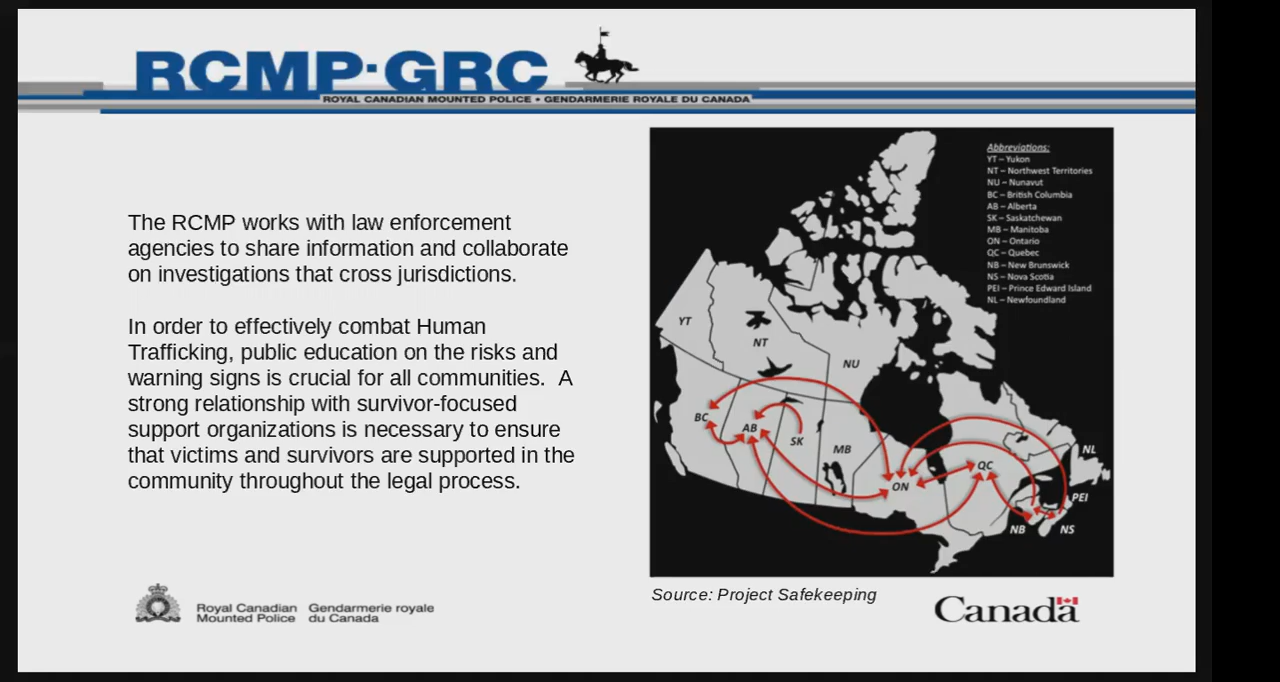 RCMP·GRC
ROYAL CANADIAN MOUNTED POLICE • GENDARMERIE ROYALE DU CANADA
The RCMP works with law enforcement
agencies to share information and collaborate
on investigations that cross jurisdictions.
In order to effectively combat Human
Trafficking, public education on the risks and
warning signs is crucial for all communities.  A
strong relationship with survivor-focused
support organizations is necessary to ensure
that victims and survivors are supported in the
community throughout the legal process.
Abbreviations:
YT – Yukon
NT – Northwest Territories
NU – Nunavut
BC – British Columbia
AB – Alberta
SK – Saskatchewan
MB – Manitoba
ON – Ontario
QC – Quebec
NB – New Brunswick
NS – Nova Scotia
PEI – Prince Edward Island
NL – Newfoundland
YT
NT
NU
BC
AB
SK
MB
ON
QC
NL
PEI
NB
NS
Source: Project Safekeeping
Royal Canadian Gendarmerie royale
Mounted Police du Canada
Canada